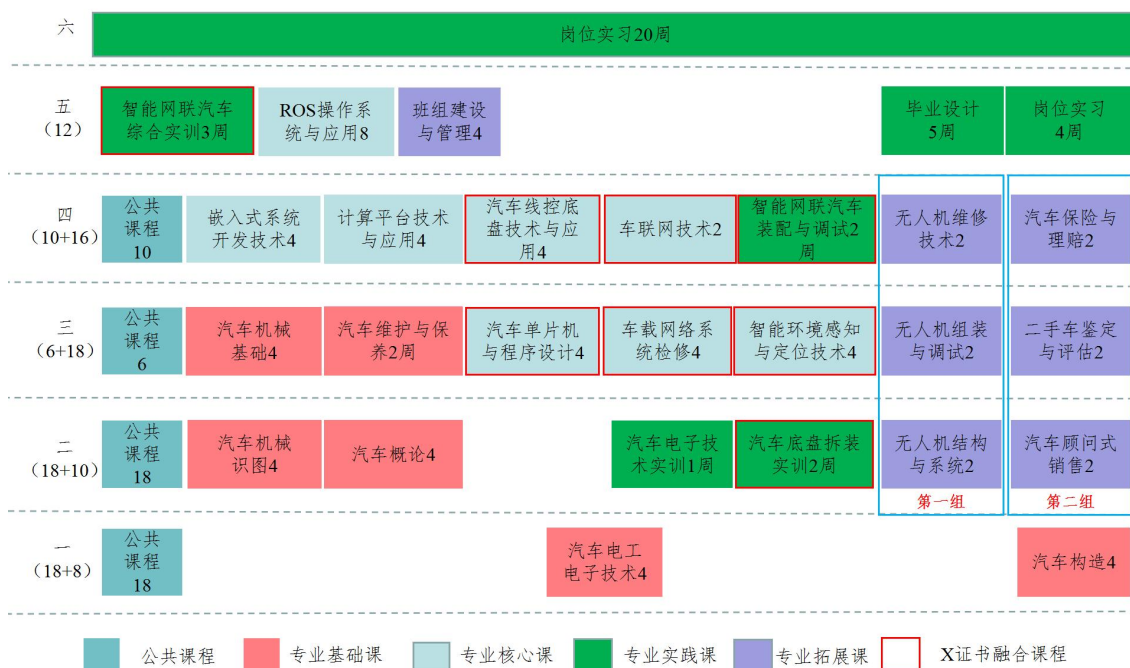 六
岗位实习20周
五
（12）
智能网联汽车
综合实训3周
ROS操作系
统与应用8
班组建设
与管理4
毕业设计
5周
岗位实习
4周
四
（10+16）
公共
课程
10
嵌入式系统
开发技术4
计算平台技术
与应用4
汽车线控底
盘技术与应
用4
车联网技术2
智能网联汽车
装配与调试2
周
无人机维修
技术2
汽车保险与
理赔2
三
（6+18）
公共
课程
6
汽车机械
基础4
汽车维护与保
养2周
汽车单片机
与程序设计4
车载网络系
统检修4
智能环境感知
与定位技术4
无人机组装
与调试2
二手车鉴定
与评估2
二
（18+10）
公共
课程
18
汽车机械
识图4
汽车概论4
汽车电子技
术实训1周
汽车底盘拆装
实训2周
无人机结构
与系统2
汽车顾问式
销售2
第一组
第二组
一
（18+8）
公共
课程
18
汽车电工
电子技术4
汽车构造4
公共课程
专业基础课
专业核心课
专业实践课
专业拓展课
X证书融合课程